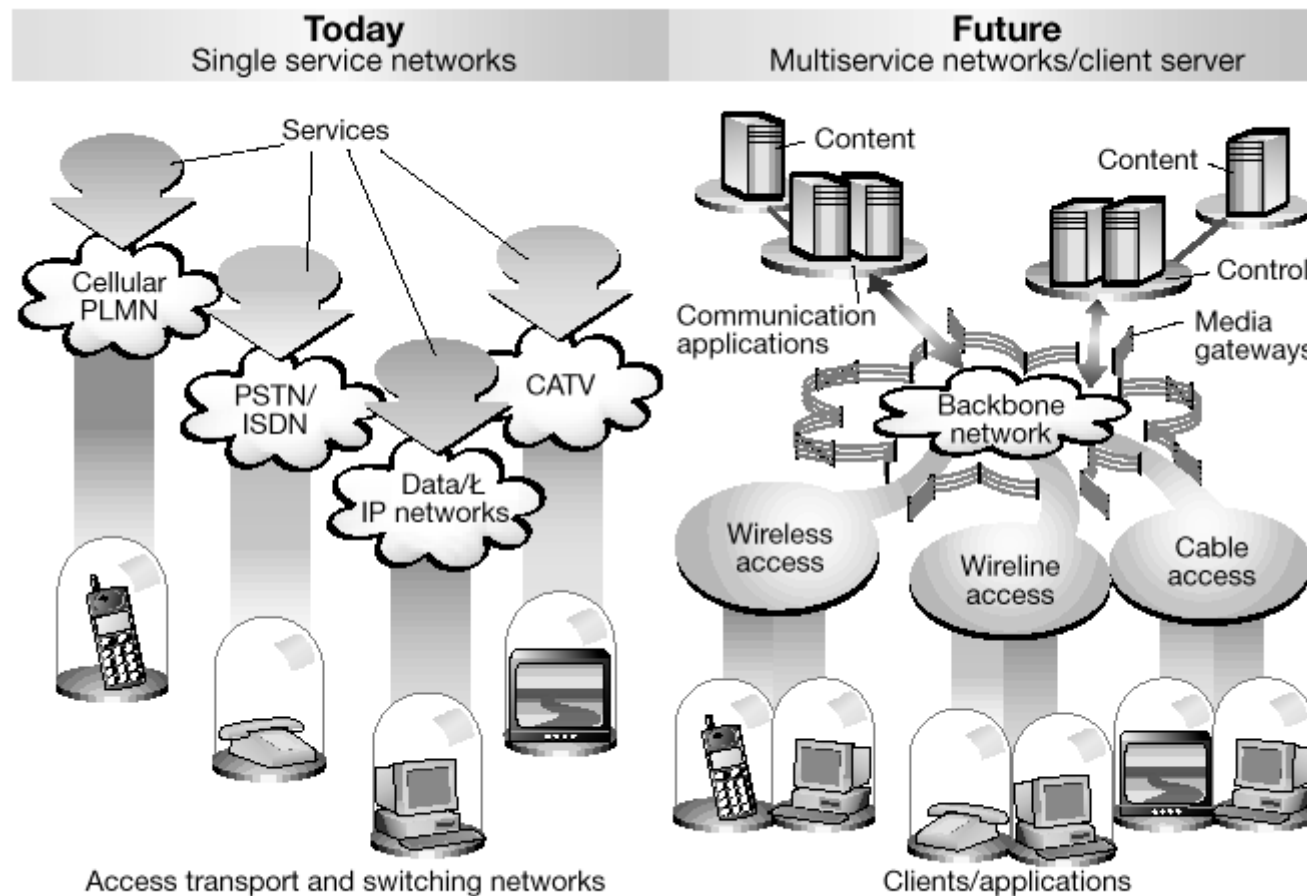 Today
Single service networks
Services
Cellular
PLMN
PSTN/
ISDN
CATV
Data/Ł
IP networks
Access transport and switching networks
Future
Multiservice networks/client server
Content
Content
Control
Communication
applications
Media
gateways
Backbone
network
Wireless
access
Wireline
access
Cable
access
Clients/applications